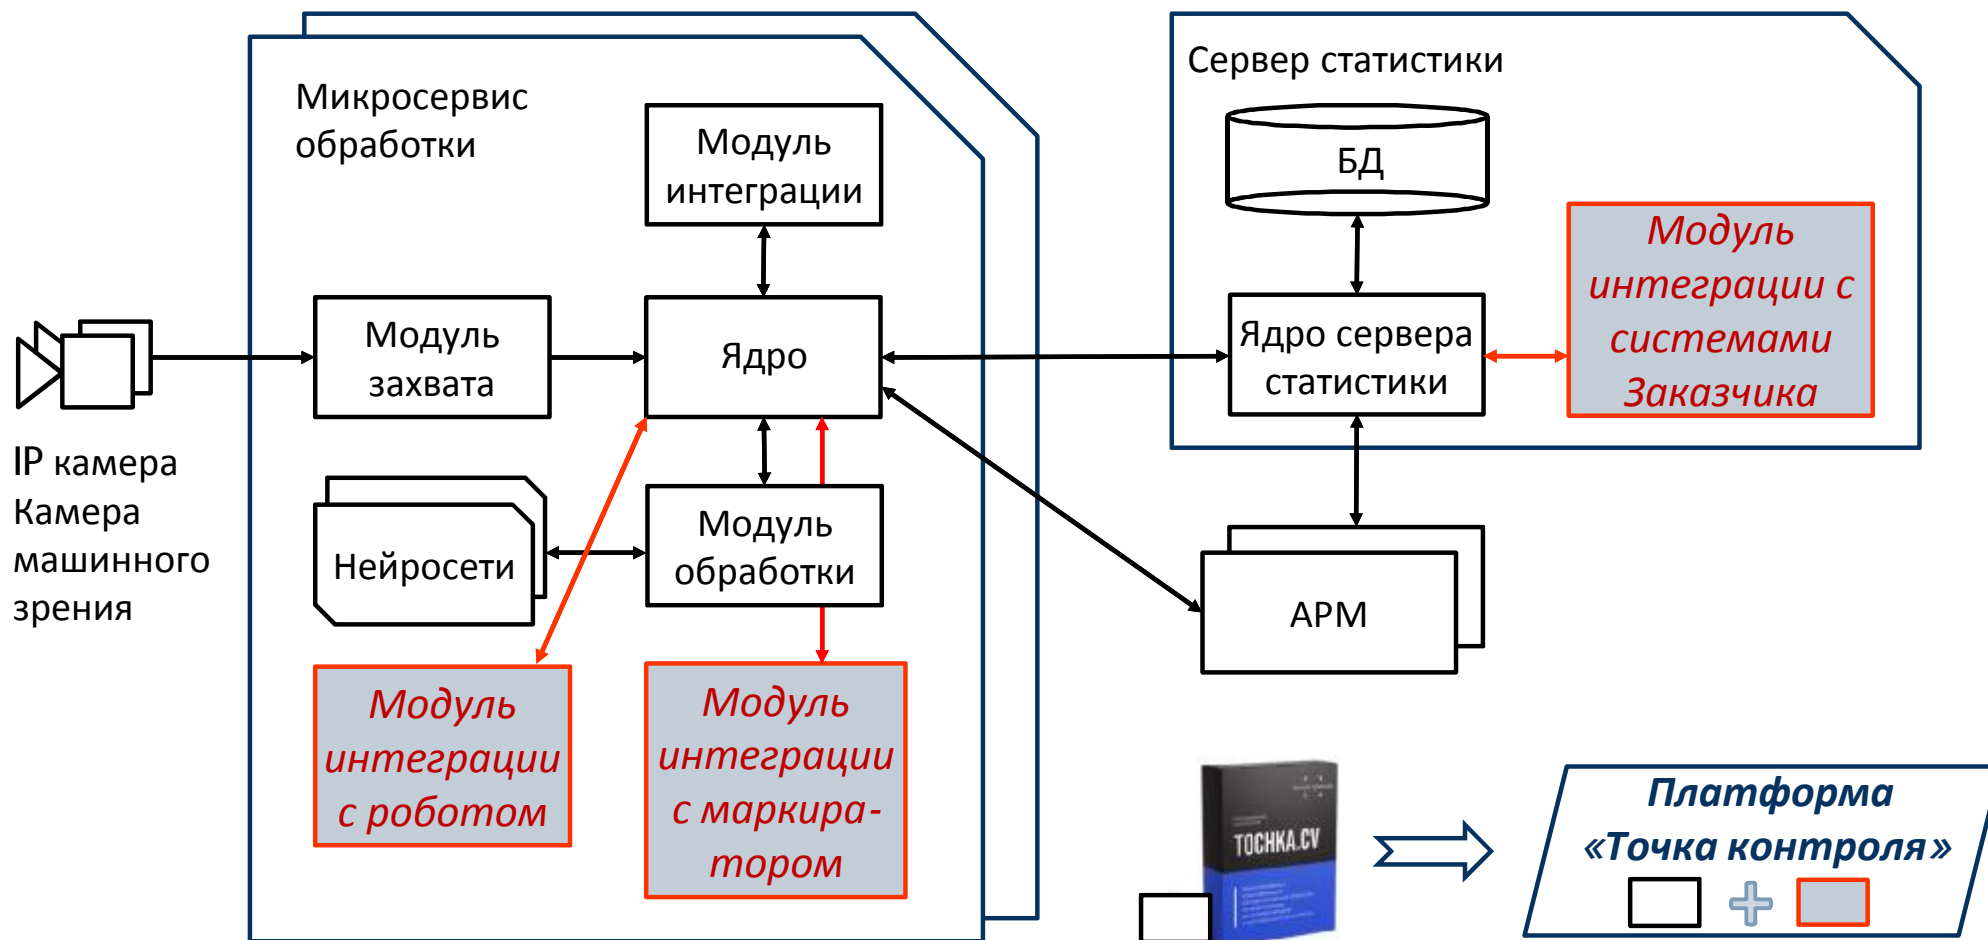 Микросервис
обработки
Модуль
интеграции
Модуль
захвата
Ядро
IP камера
Камера
машинного
зрения
Нейросети
Модуль
обработки
Модуль
интеграции
с роботом
Модуль
интеграции
с маркира-
тором
Сервер статистики
БД
Ядро сервера
статистики
Модуль
интеграции с
системами
Заказчика
АРМ
TOCHKA.CV
Платформа
«Точка контроля»